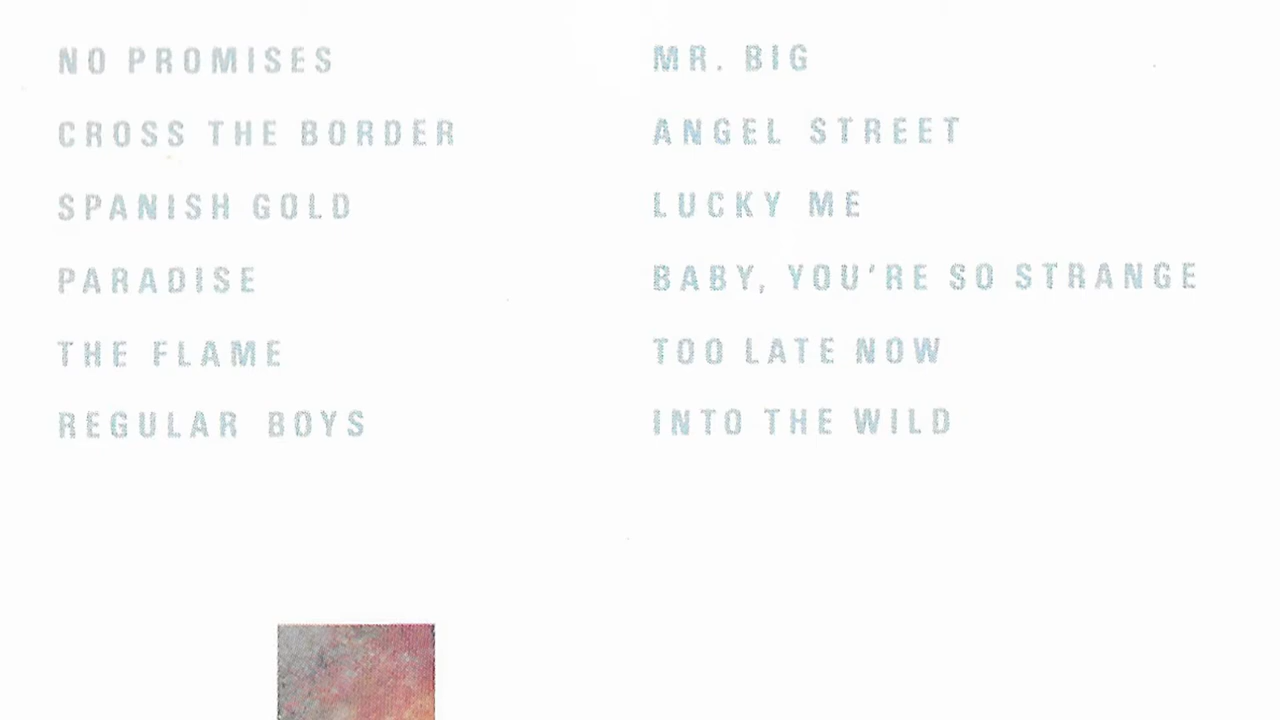 NO PROMISES
CROSS THE BORDER
SPANISH GOLD
PARADISE
THE FLAME
REGULAR BOYS
MR. BIG
ANGEL STREET
LUCKY ME
BABY, YOU'RE SO STRANGE
TOO LATE NOW
INTO THE WILD